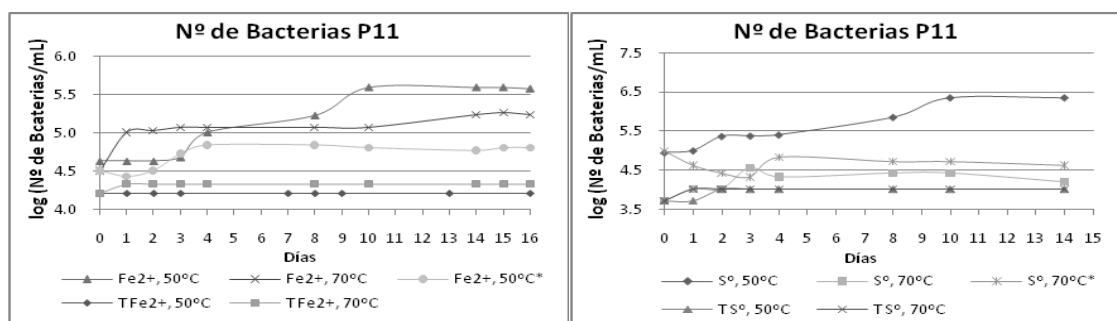 Nº de Bacterias P11
log (Nº de Bcaterias/mL)
6.0
5.5
5.0
4.5
4.0
0 1 2 3 4 5 6 7 8 9 10 11 12 13 14 15 16
Días
Fe2+, 50ºC Fe2+, 70ºC Fe2+, 50ºC*
TFe2+, 50ºC TFe2+, 70ºC
Nº de Bacterias P11
log (Nº de Bacterias/mL)
7.5
6.5
5.5
4.5
3.5
0 1 2 3 4 5 6 7 8 9 10 11 12 13 14 15
Días
Sº, 50ºC Sº, 70ºC Sº, 70ºC*
TSº, 50ºC TSº, 70ºC